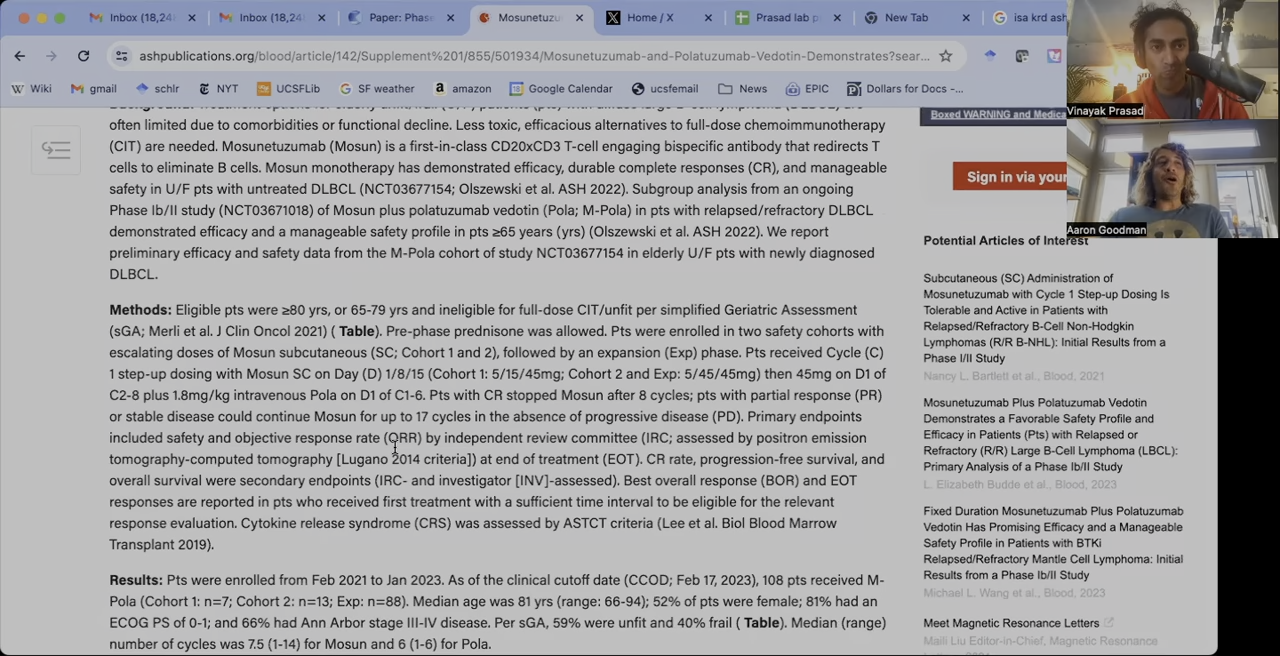 Inbox (18,24
Inbox (18,24
Paper: Phase
Mosunetuzu
Home / X
Prasad lab p
New Tab
isa krd ash
ashpublications.org/blood/article/142/Supplement%201/855/501934/Mosunetuzumab-and-Polatuzumab-Vedotin-Demonstrates?sear...
Wiki
gmail
schlr
NYT
UCSFLib
SF weather
amazon
Google Calendar
ucsfemail
News
EPIC
Dollars for Docs -...
often limited due to comorbidities or functional decline. Less toxic, efficacious alternatives to full-dose chemoimmunotherapy
(CIT) are needed. Mosunetuzumab (Mosun) is a first-in-class CD20xCD3 T-cell engaging bispecific antibody that redirects T
cells to eliminate B cells. Mosun monotherapy has demonstrated efficacy, durable complete responses (CR), and manageable
safety in U/F pts with untreated DLBCL (NCT03677154; Olszewski et al. ASH 2022). Subgroup analysis from an ongoing
Phase Ib/II study (NCT03671018) of Mosun plus polatuzumab vedotin (Pola; M-Pola) in pts with relapsed/refractory DLBCL
demonstrated efficacy and a manageable safety profile in pts ≥65 years (yrs) (Olszewski et al. ASH 2022). We report
preliminary efficacy and safety data from the M-Pola cohort of study NCT03677154 in elderly U/F pts with newly diagnosed
DLBCL.
Methods: Eligible pts were ≥80 yrs, or 65-79 yrs and ineligible for full-dose CIT/unfit per simplified Geriatric Assessment
(sGA; Merli et al. J Clin Oncol 2021) ( Table). Pre-phase prednisone was allowed. Pts were enrolled in two safety cohorts with
escalating doses of Mosun subcutaneous (SC; Cohort 1 and 2), followed by an expansion (Exp) phase. Pts received Cycle (C)
1 step-up dosing with Mosun SC on Day (D) 1/8/15 (Cohort 1: 5/15/45mg; Cohort 2 and Exp: 5/45/45mg) then 45mg on D1 of
C2-8 plus 1.8mg/kg intravenous Pola on D1 of C1-6. Pts with CR stopped Mosun after 8 cycles; pts with partial response (PR)
or stable disease could continue Mosun for up to 17 cycles in the absence of progressive disease (PD). Primary endpoints
included safety and objective response rate (ORR) by independent review committee (IRC; assessed by positron emission
tomography-computed tomography [Lugano 2014 criteria]) at end of treatment (EOT). CR rate, progression-free survival, and
overall survival were secondary endpoints (IRC- and investigator [INV]-assessed). Best overall response (BOR) and EOT
responses are reported in pts who received first treatment with a sufficient time interval to be eligible for the relevant
response evaluation. Cytokine release syndrome (CRS) was assessed by ASTCT criteria (Lee et al. Biol Blood Marrow
Transplant 2019).
Results: Pts were enrolled from Feb 2021 to Jan 2023. As of the clinical cutoff date (CCOD; Feb 17, 2023), 108 pts received M-
Pola (Cohort 1: n=7; Cohort 2: n=13; Exp: n=88). Median age was 81 yrs (range: 66-94); 52% of pts were female; 81% had an
ECOG PS of 0-1; and 66% had Ann Arbor stage III-IV disease. Per sGA, 59% were unfit and 40% frail ( Table). Median (range)
number of cycles was 7.5 (1-14) for Mosun and 6 (1-6) for Pola.
Boxed WARNING and Medica
Sign in via your
Potential Articles of Interest
Subcutaneous (SC) Administration of
Mosunetuzumab with Cycle 1 Step-up Dosing Is
Tolerable and Active in Patients with
Relapsed/Refractory B-Cell Non-Hodgkin
Lymphomas (R/R B-NHL): Initial Results from a
Phase I/II Study
Nancy L. Bartlett et al., Blood, 2021
Mosunetuzumab Plus Polatuzumab Vedotin
Demonstrates a Favorable Safety Profile and
Efficacy in Patients (Pts) with Relapsed or
Refractory (R/R) Large B-Cell Lymphoma (LBCL):
Primary Analysis of a Phase Ib/II Study
L. Elizabeth Budde et al., Blood, 2023
Fixed Duration Mosunetuzumab Plus Polatuzumab
Vedotin Has Promising Efficacy and a Manageable
Safety Profile in Patients with BTKi
Relapsed/Refractory Mantle Cell Lymphoma: Initial
Results from a Phase Ib/II Study
Michael L. Wang et al., Blood, 2023
Meet Magnetic Resonance Letters
Maili Liu Editor-in-Chief, Magnetic Resonance
Vinayak Prasad
Aaron Goodman